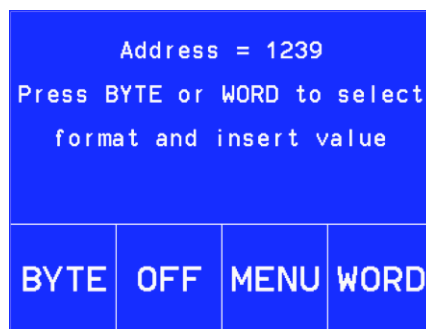 Address = 1239
Press BYTE or WORD to select
format and insert value
BYTE OFF MENU WORD